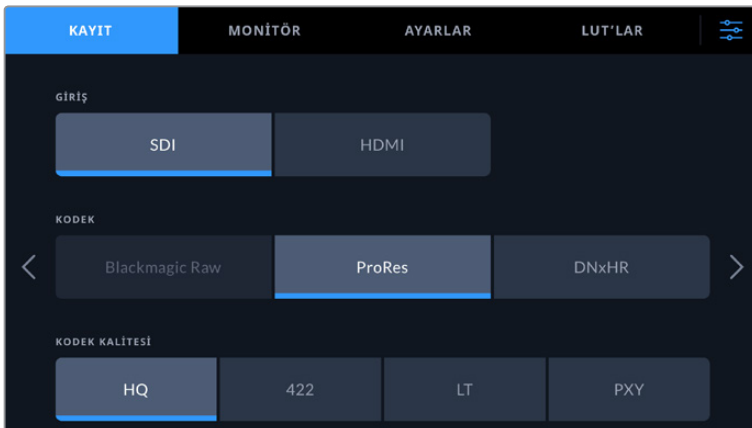 KAYIT MONİTÖR AYARLAR LUT'LAR
GİRİŞ
SDI HDMI
KODEK
Blackmagic Raw ProRes DNxHR
KODEK KALİTESİ
HQ 422 LT PXY